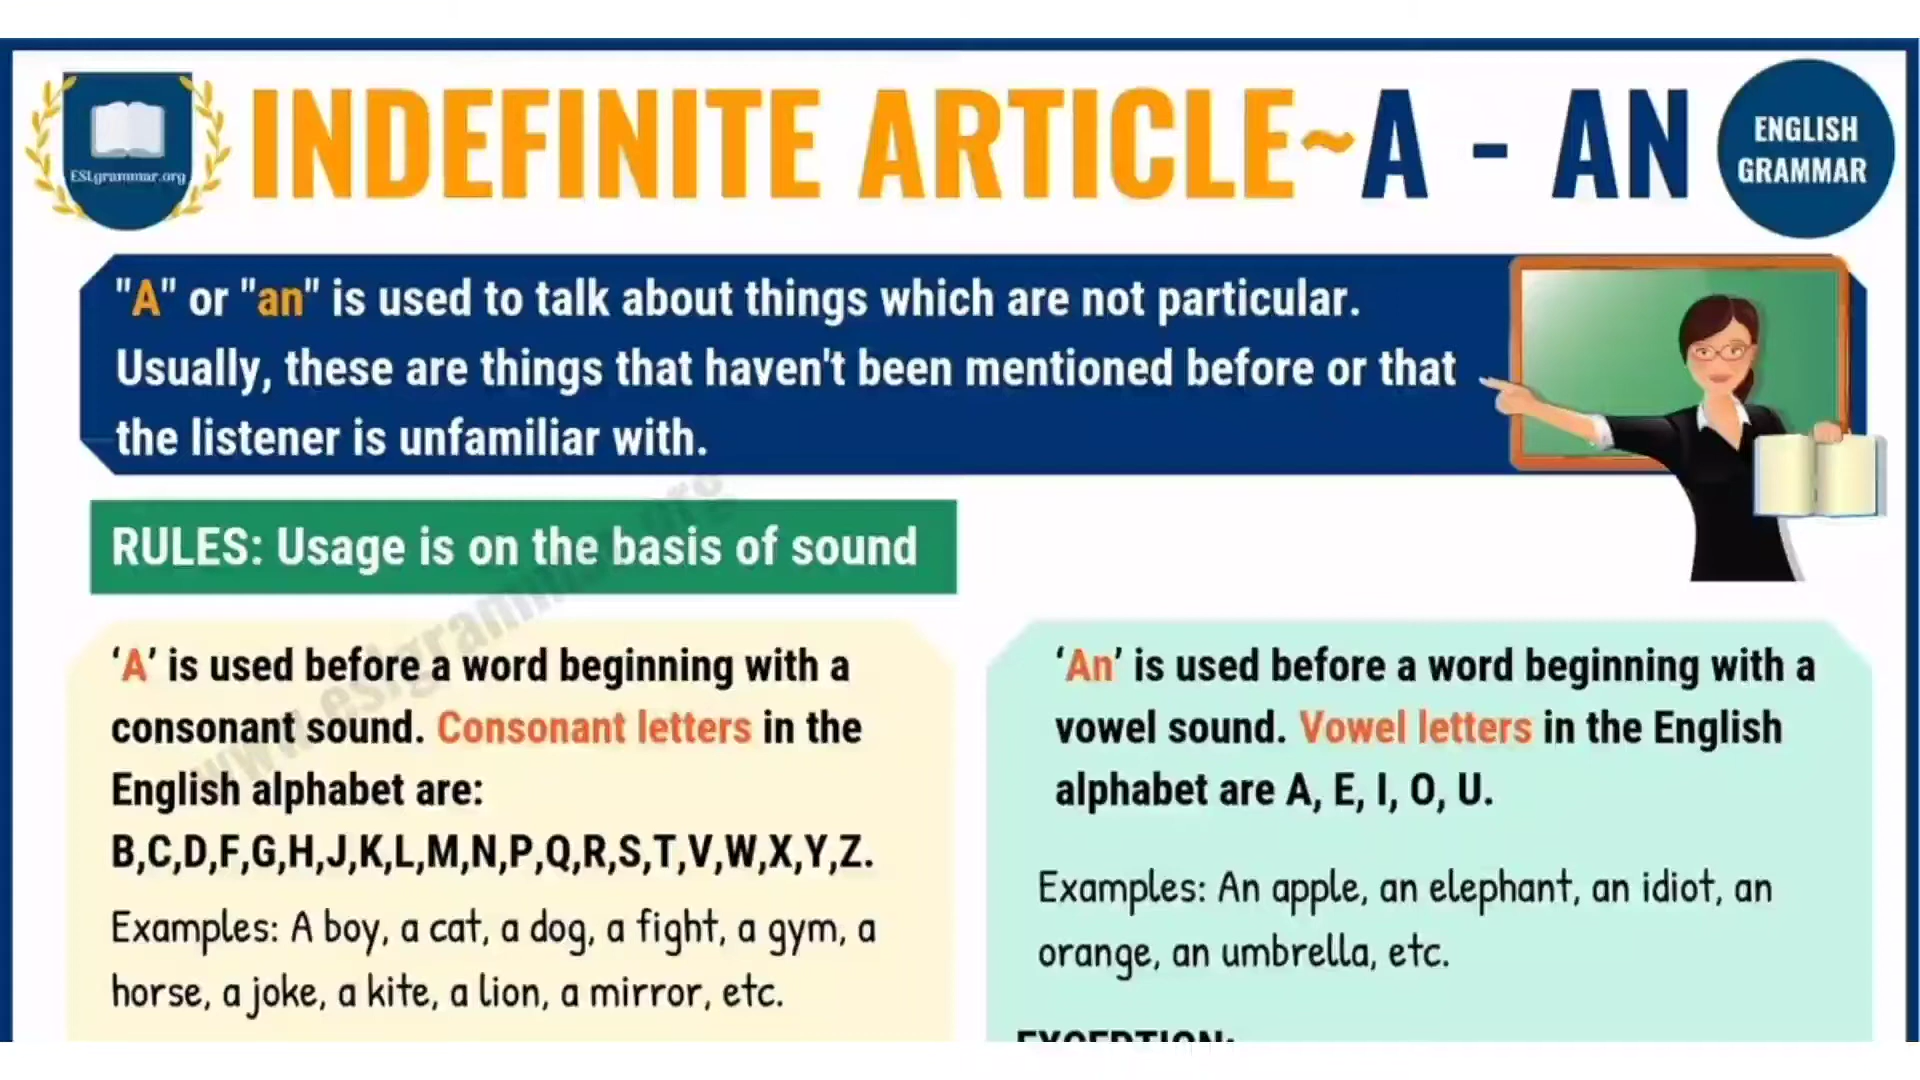 ESLgrammar.org
INDEFINITE ARTICLE~A - AN
ENGLISH
GRAMMAR
"A" or "an" is used to talk about things which are not particular.
Usually, these are things that haven't been mentioned before or that
the listener is unfamiliar with.
RULES: Usage is on the basis of sound
www.eslgrammar.org
'A' is used before a word beginning with a
consonant sound. Consonant letters in the
English alphabet are:
B,C,D,F,G,H,J,K,L,M,N,P,Q,R,S,T,V,W,X,Y,Z.
Examples: A boy, a cat, a dog, a fight, a gym, a
horse, a joke, a kite, a lion, a mirror, etc.
'An' is used before a word beginning with a
vowel sound. Vowel letters in the English
alphabet are A, E, I, O, U.
Examples: An apple, an elephant, an idiot, an
orange, an umbrella, etc.
EXCEPTION: